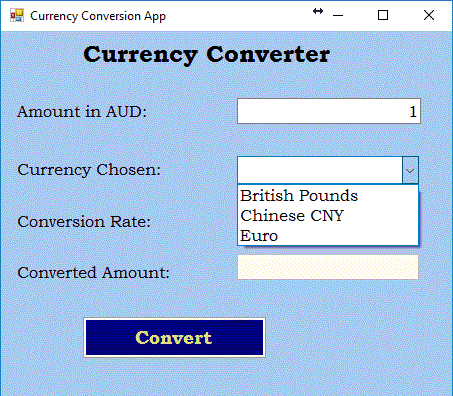 Currency Conversion App
Currency Converter
Amount in AUD: 1
Currency Chosen:
British Pounds
Chinese CNY
Euro
Conversion Rate:
Converted Amount:
Convert